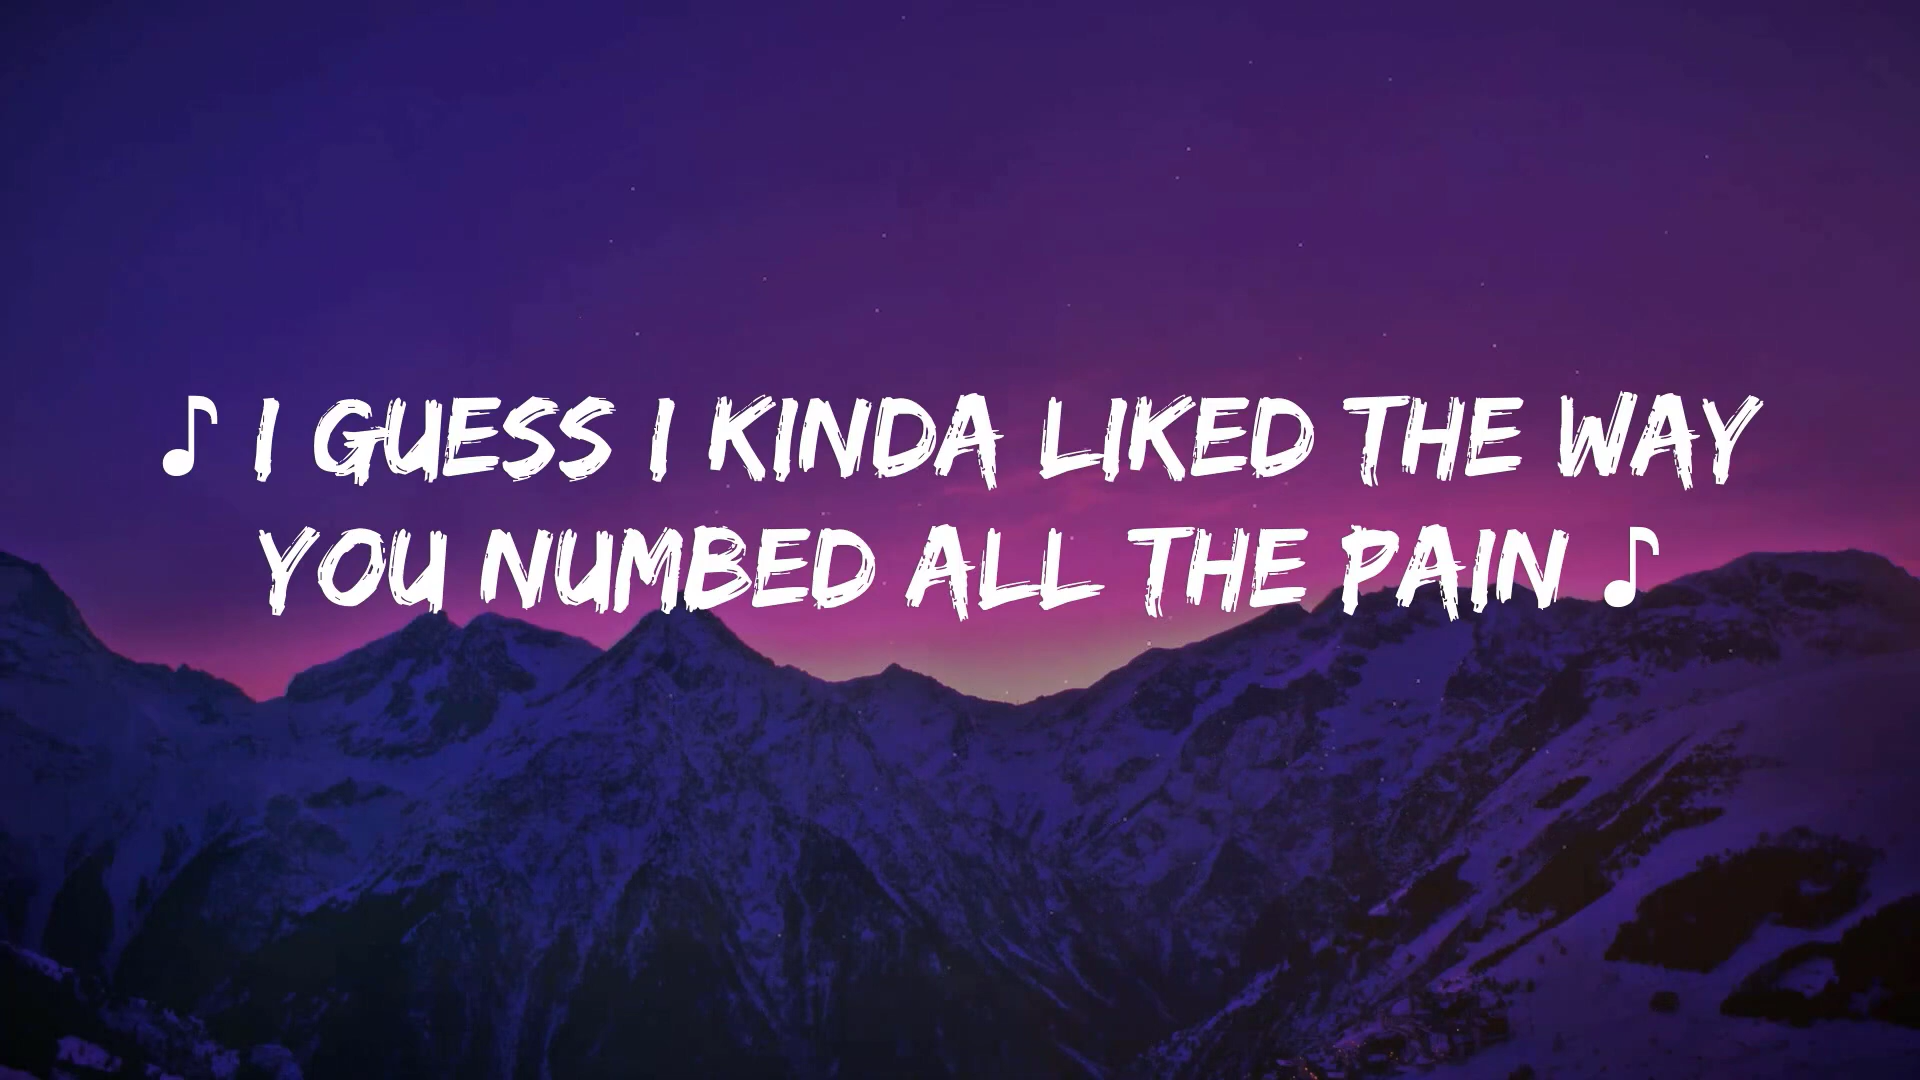 ♪ I GUESS I KINDA LIKED THE WAY
YOU NUMBED ALL THE PAIN ♪